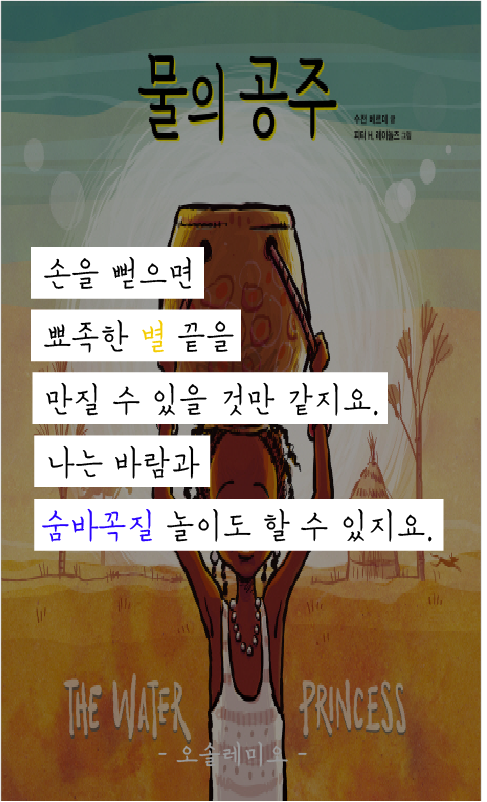 물의 공주
수전 베르데 글
피터 H. 레이놀즈 그림
손을 뻗으면
뾰족한 별 끝을
만질 수 있을 것만 같지요.
나는 바람과
숨바꼭질 놀이도 할 수 있지요.
THE WATER PRINCESS
- 오솔레미오 -